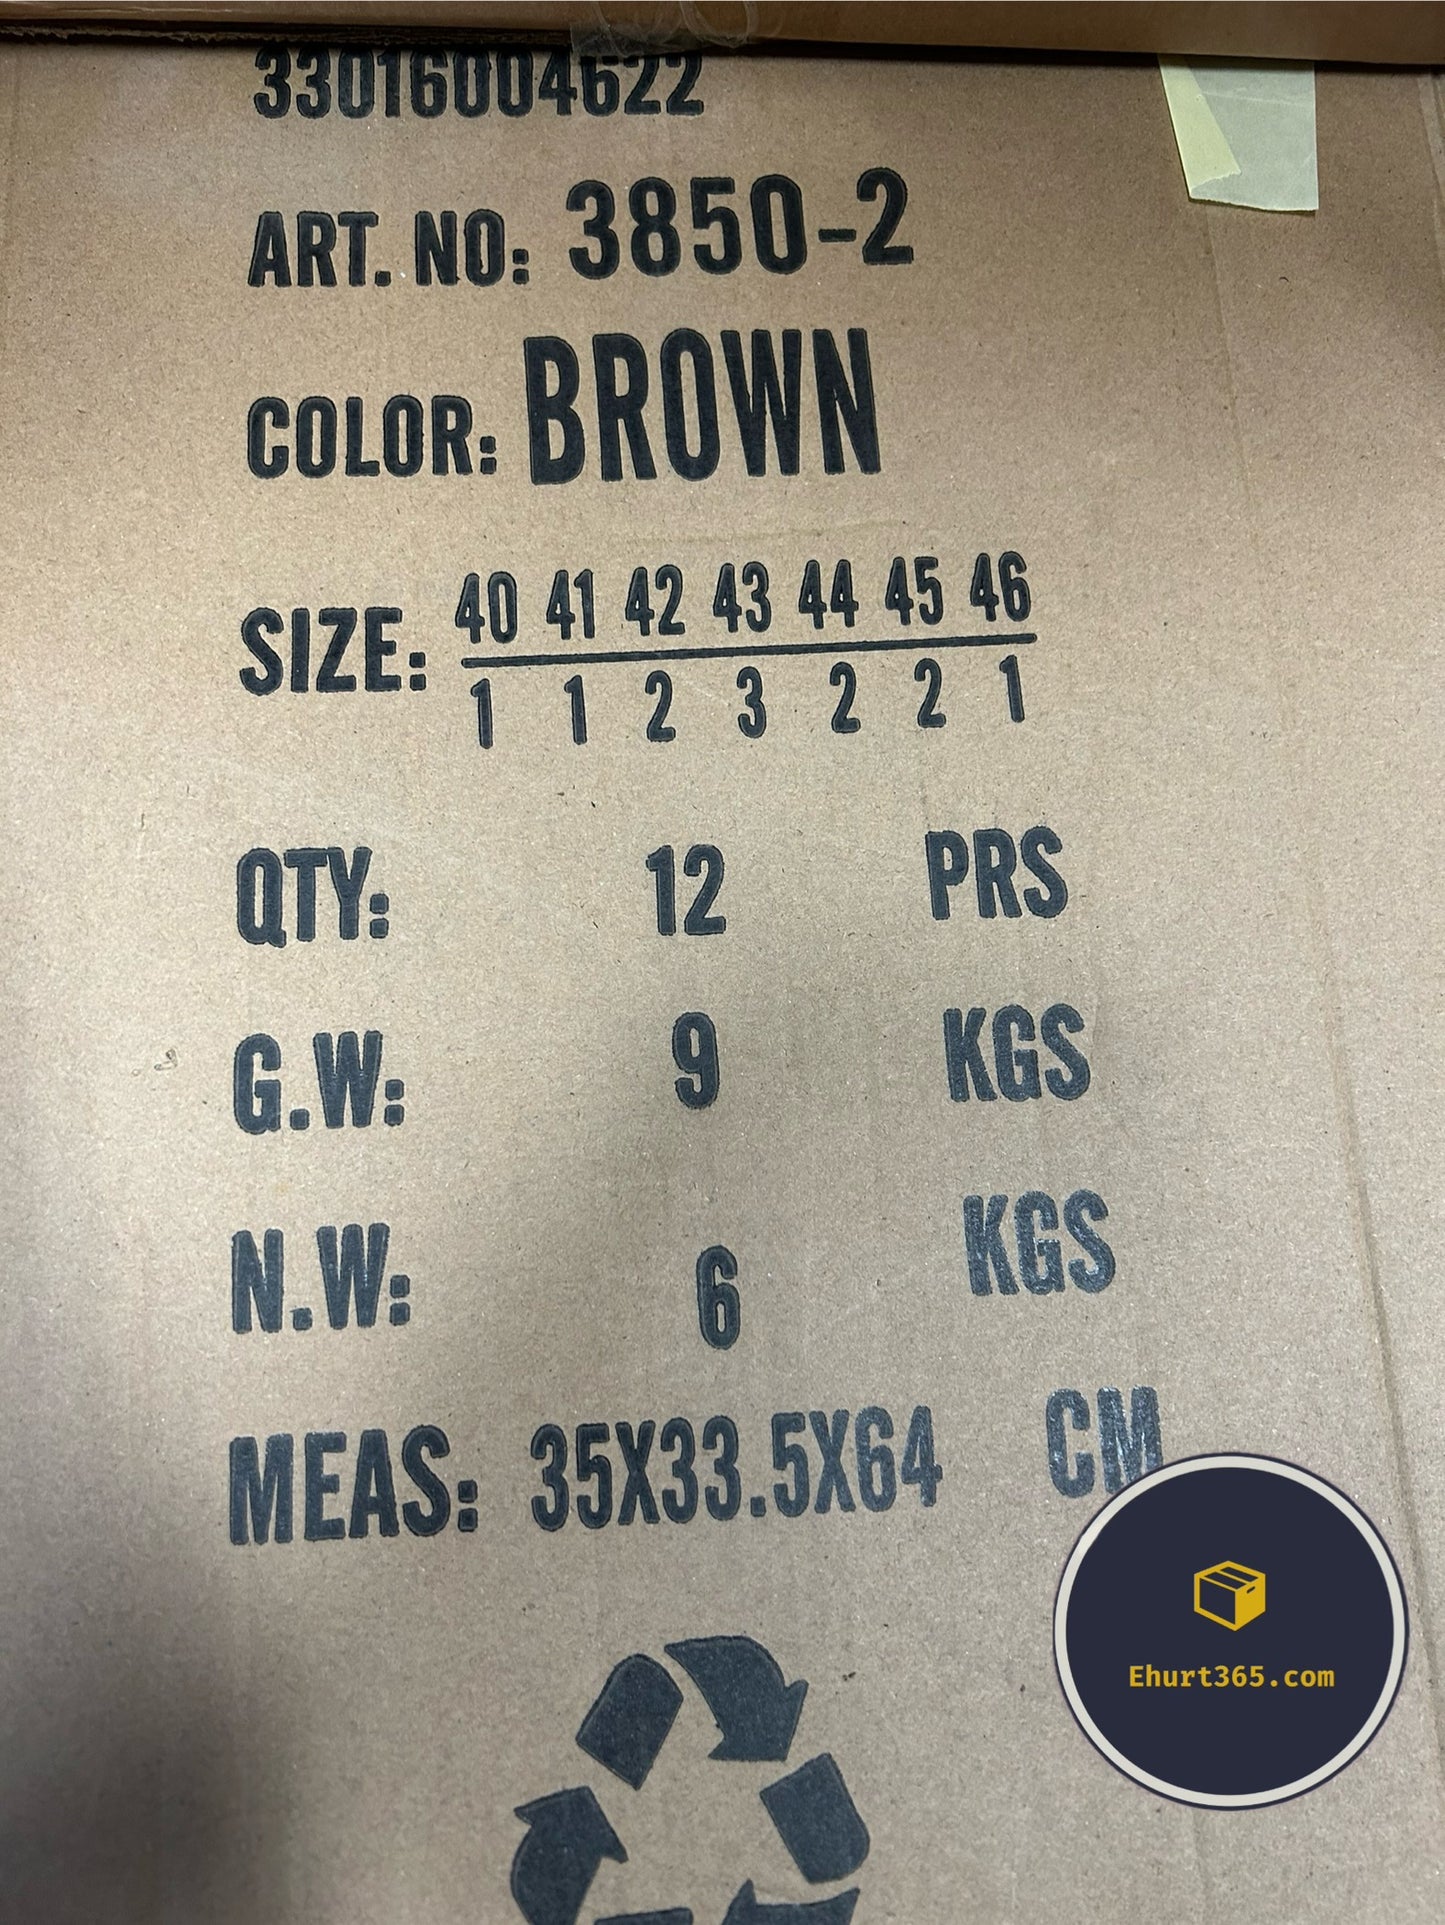 33016004622
ART. NO: 3850-2
COLOR: BROWN
SIZE: 40 41 42 43 44 45 46
1 1 2 3 2 2 1
QTY: 12 PRS
G.W: 9 KGS
N.W: 6 KGS
MEAS: 35X33.5X64 CM
Ehurt365.com